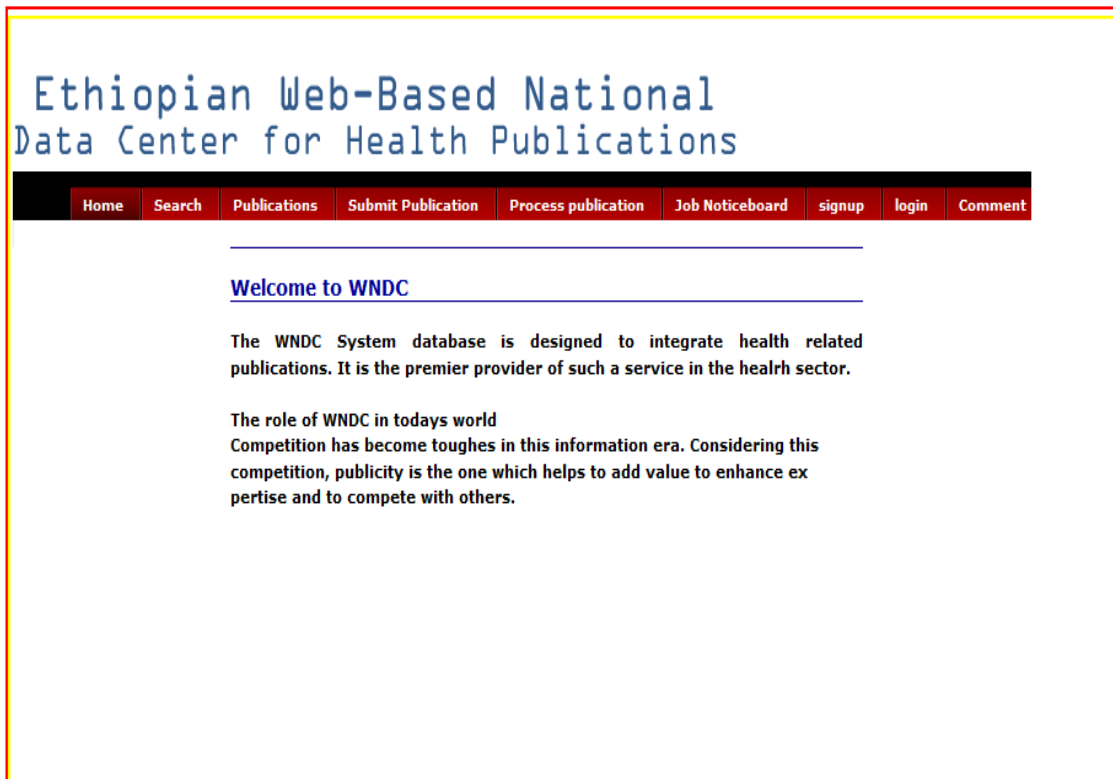 Ethiopian Web-Based National
Data Center for Health Publications
Home Search Publications Submit Publication Process publication Job Noticeboard signup login Comment
Welcome to WNDC
The WNDC System database is designed to integrate health related
publications. It is the premier provider of such a service in the healrh sector.
The role of WNDC in todays world
Competition has become toughes in this information era. Considering this
competition, publicity is the one which helps to add value to enhance ex
pertise and to compete with others.